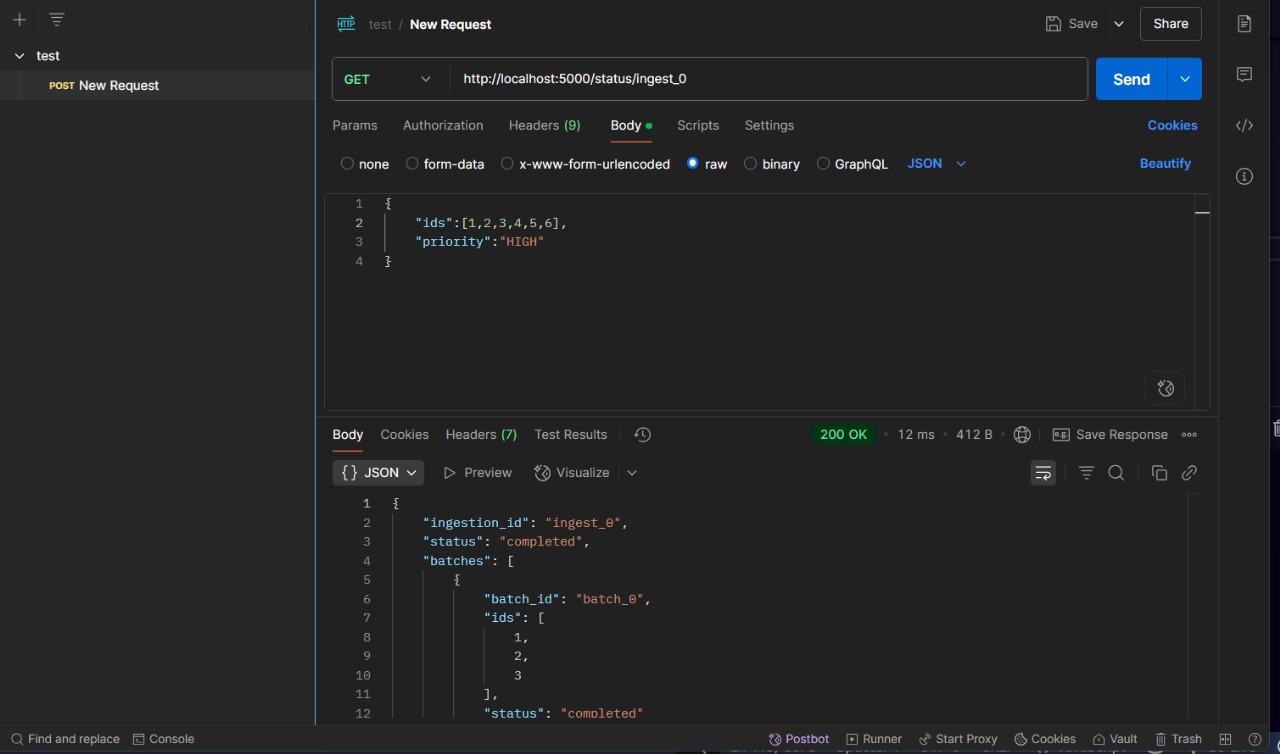 HTTP test / New Request
Save
Share
test
POST New Request
GET
http://localhost:5000/status/ingest_0
Send
Params Authorization Headers (9) Body Scripts Settings Cookies
none form-data x-www-form-urlencoded raw binary GraphQL JSON Beautify
1 {
2 "ids":[1,2,3,4,5,6],
3 "priority":"HIGH"
4 }
Body Cookies Headers (7) Test Results 200 OK • 12 ms • 412 B • e.g. Save Response
{} JSON Preview Visualize
1 {
2 "ingestion_id": "ingest_0",
3 "status": "completed",
4 "batches": [
5 {
6 "batch_id": "batch_0",
7 "ids": [
8 1,
9 2,
10 3
11 ],
12 "status": "completed"
Find and replace Console Postbot Runner Start Proxy Cookies Vault Trash